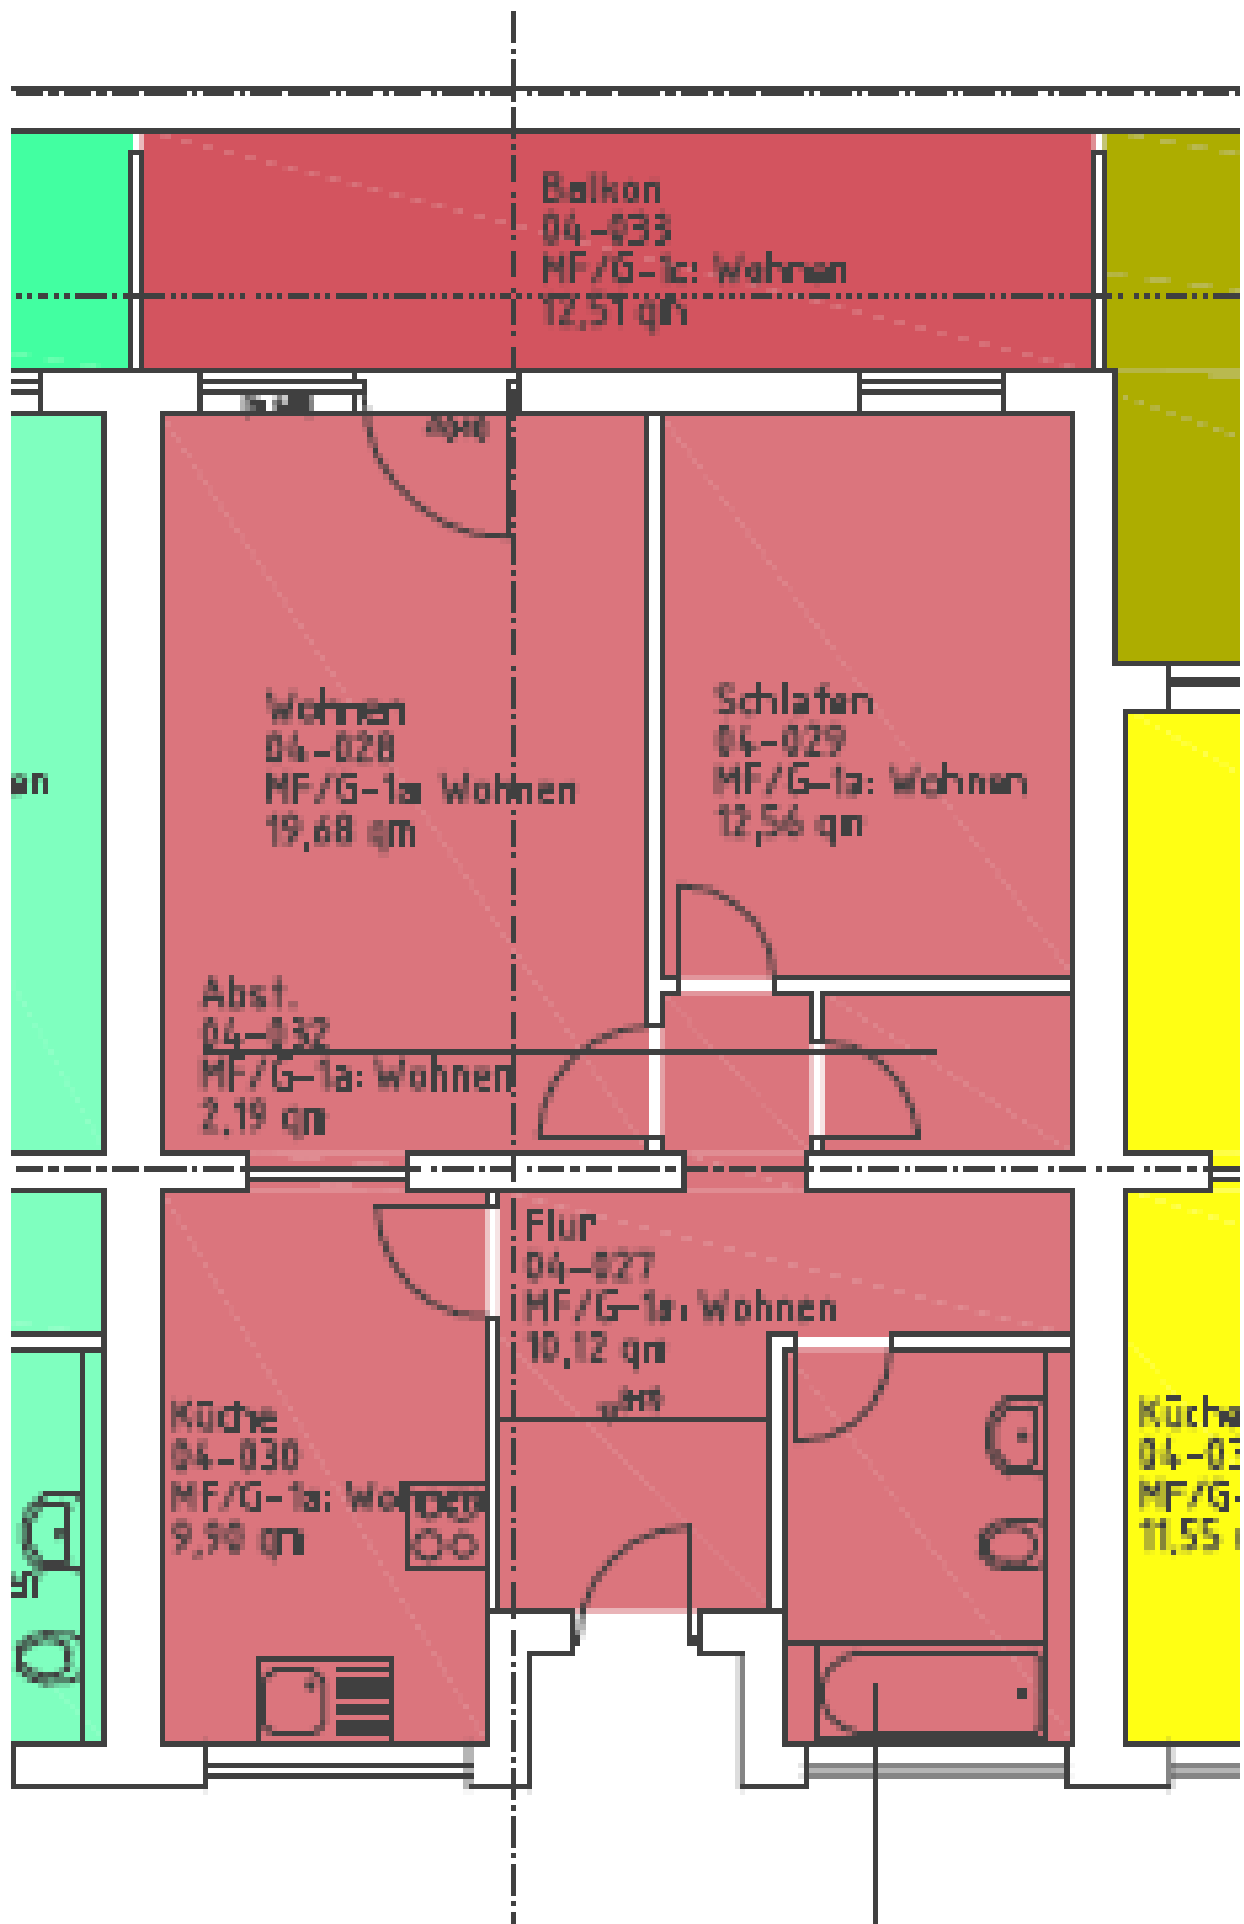 Balkon
04-033
MF/G-1c: Wohnen
12,51 qm
Wohnen
04-028
MF/G-1a: Wohnen
19,68 qm
Schlafen
04-029
MF/G-1a: Wohnen
12,56 qm
en
Abst.
04-032
MF/G-1a: Wohnen
2,19 qm
Flur
04-027
MF/G-1a: Wohnen
10,12 qm
Küche
04-030
MF/G-1a: Wohnen
9,90 qm
Küche
04-03
MF/G-
11,55